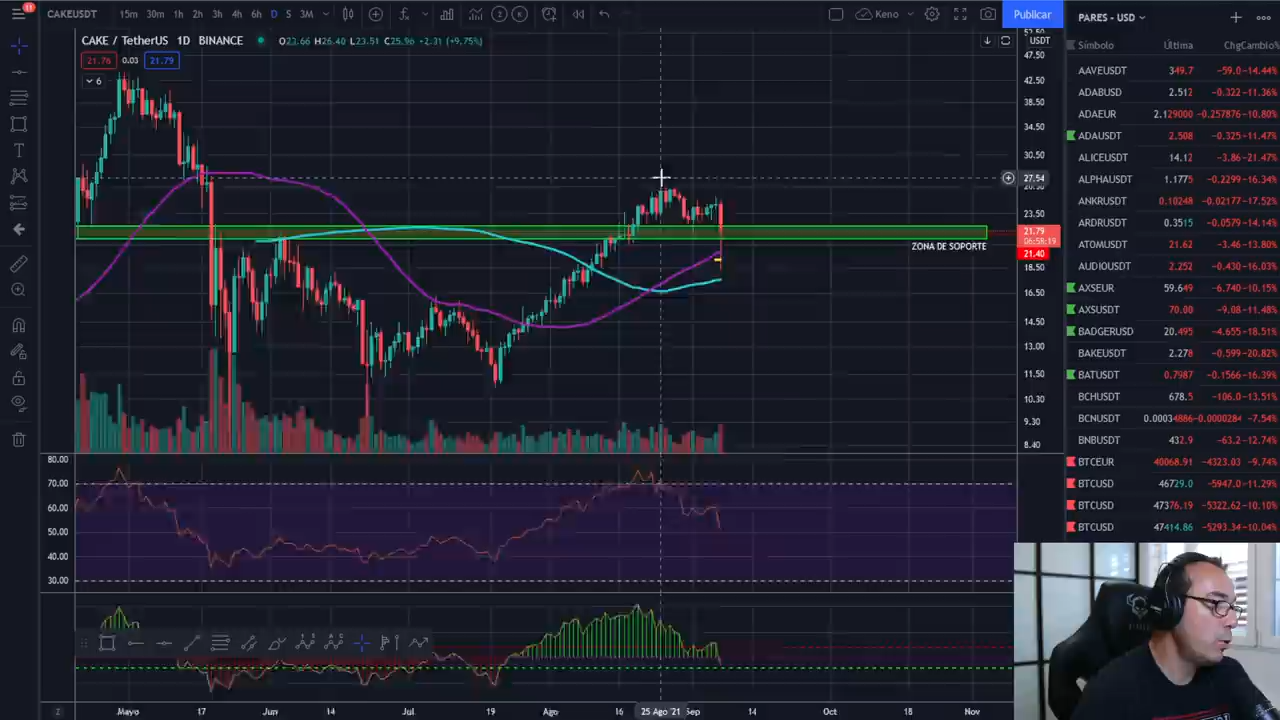 11
CAKEUSDT 15m 30m 1h 2h 3h 4h 6h D S 3M 2 Keno Publicar
PARES - USD
CAKE / TetherUS 1D BINANCE O23.66 H26.40 L23.51 C25.96 +2.31 (+9,75%) USDT
21.76 0.03 21.79
6
Símbolo Última ChgCambio%
47.50
42.50
38.50
34.50
30.50
27,54
23.50
21.79
06:58:19
21.40
18.50
16.50
14.50
13.00
11.50
10.30
9.30
8.40
ZONA DE SOPORTE
AAVEUSDT 349.7 -59.0 -14.44%
ADABUSD 2.512 -0.322 -11.36%
ADAEUR 2.129000 -0.257876 -10.80%
ADAUSDT 2.508 -0.325 -11.47%
ALICEUSDT 14.12 -3.86 -21.47%
ALPHAUSDT 1.1775 -0.2299 -16.34%
ANKRUSDT 0.10248 -0.02177 -17.52%
ARDRUSDT 0.3515 -0.0579 -14.14%
ATOMUSDT 21.62 -3.46 -13.80%
AUDIOUSDT 2.252 -0.430 -16.03%
AXSEUR 59.649 -6.740 -10.15%
AXSUSDT 70.00 -9.08 -11.48%
BADGERUSD 20.495 -4.655 -18.51%
BAKEUSDT 2.278 -0.599 -20.82%
BATUSDT 0.7987 -0.1566 -16.39%
BCHUSDT 678.5 -106.0 -13.51%
BCNUSDT 0.00034886 -0.0000284 -7.54%
BNBUSDT 432.9 -63.2 -12.74%
BTCEUR 40068.91 -4323.03 -9.74%
BTCUSD 46729.0 -5947.0 -11.29%
BTCUSD 47376.19 -5322.62 -10.10%
BTCUSD 47414.86 -5293.34 -10.04%
80.00
70.00
60.00
50.00
40.00
30.00
Mayo 17 Jun 14 Jul 19 Ago 16 25 Ago '21 Sep 14 Oct 18 Nov